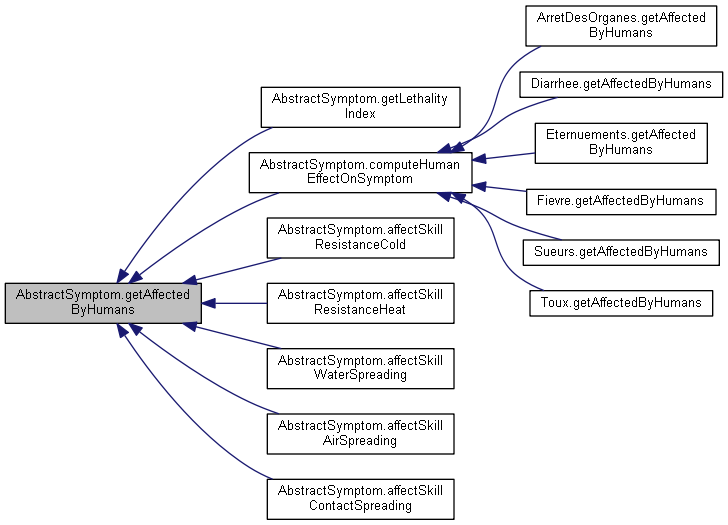 ArretDesOrganes.getAffected
ByHumans
Diarrhee.getAffectedByHumans
AbstractSymptom.getLethality
Index
Eternuements.getAffected
ByHumans
AbstractSymptom.computeHuman
EffectOnSymptom
Fievre.getAffectedByHumans
AbstractSymptom.affectSkill
ResistanceCold
Sueurs.getAffectedByHumans
AbstractSymptom.getAffected
ByHumans
AbstractSymptom.affectSkill
ResistanceHeat
Toux.getAffectedByHumans
AbstractSymptom.affectSkill
WaterSpreading
AbstractSymptom.affectSkill
AirSpreading
AbstractSymptom.affectSkill
ContactSpreading